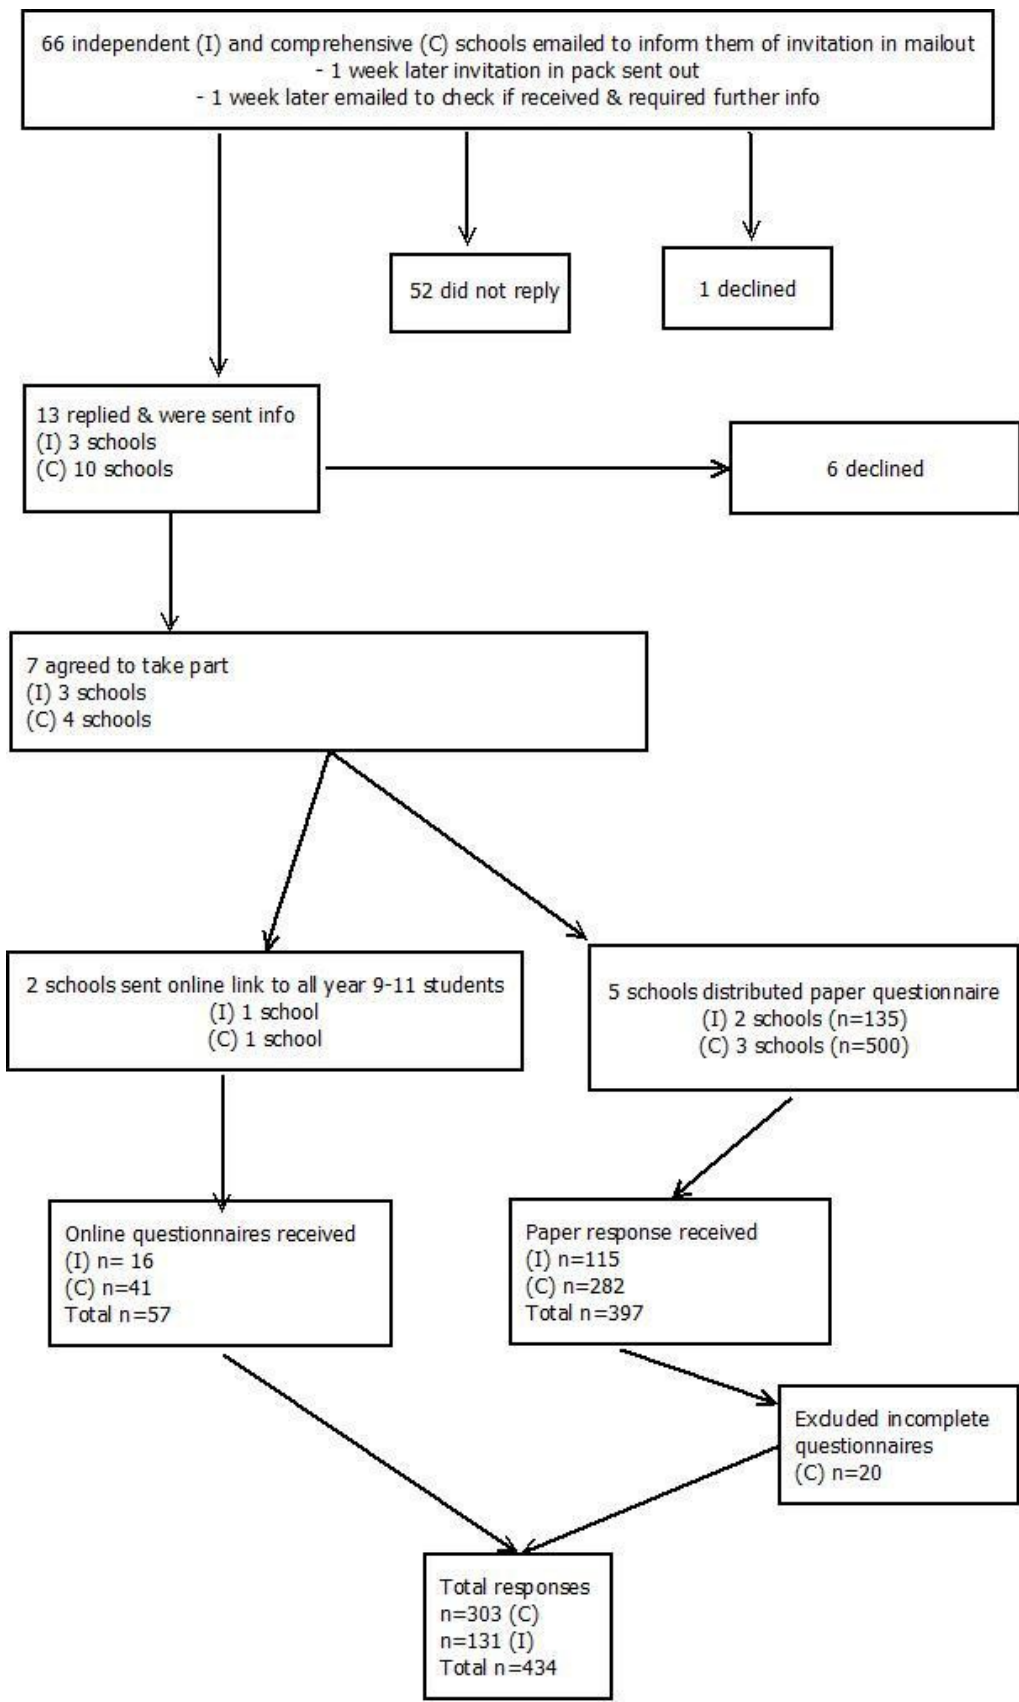 66 independent (I) and comprehensive (C) schools emailed to inform them of invitation in mailout
- 1 week later invitation in pack sent out
- 1 week later emailed to check if received & required further info
52 did not reply
1 declined
13 replied & were sent info
(I) 3 schools
(C) 10 schools
6 declined
7 agreed to take part
(I) 3 schools
(C) 4 schools
2 schools sent online link to all year 9-11 students
(I) 1 school
(C) 1 school
5 schools distributed paper questionnaire
(I) 2 schools (n=135)
(C) 3 schools (n=500)
Online questionnaires received
(I) n= 16
(C) n=41
Total n=57
Paper response received
(I) n=115
(C) n=282
Total n=397
Excluded incomplete
questionnaires
(C) n=20
Total responses
n=303 (C)
n=131 (I)
Total n=434